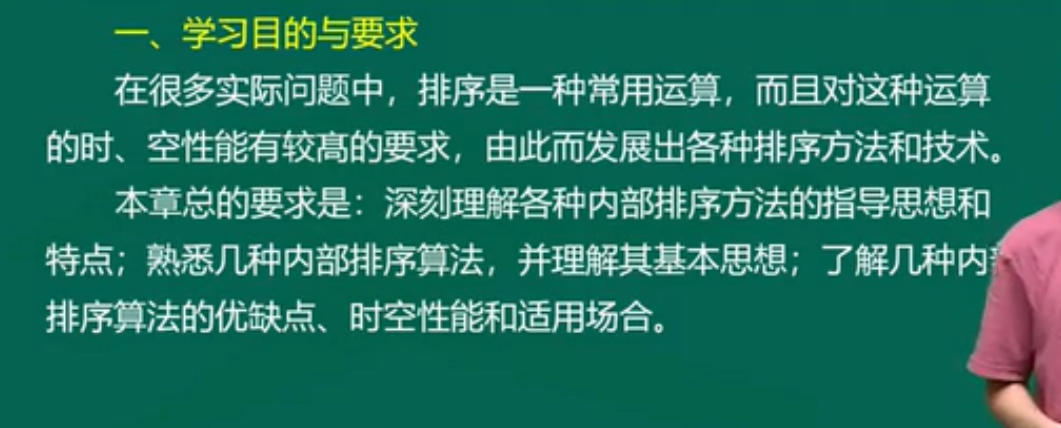 一、学习目的与要求
在很多实际问题中，排序是一种常用运算，而且对这种运算
的时、空性能有较高的要求，由此而发展出各种排序方法和技术。
本章总的要求是：深刻理解各种内部排序方法的指导思想和
特点；熟悉几种内部排序算法，并理解其基本思想；了解几种内
排序算法的优缺点、时空性能和适用场合。